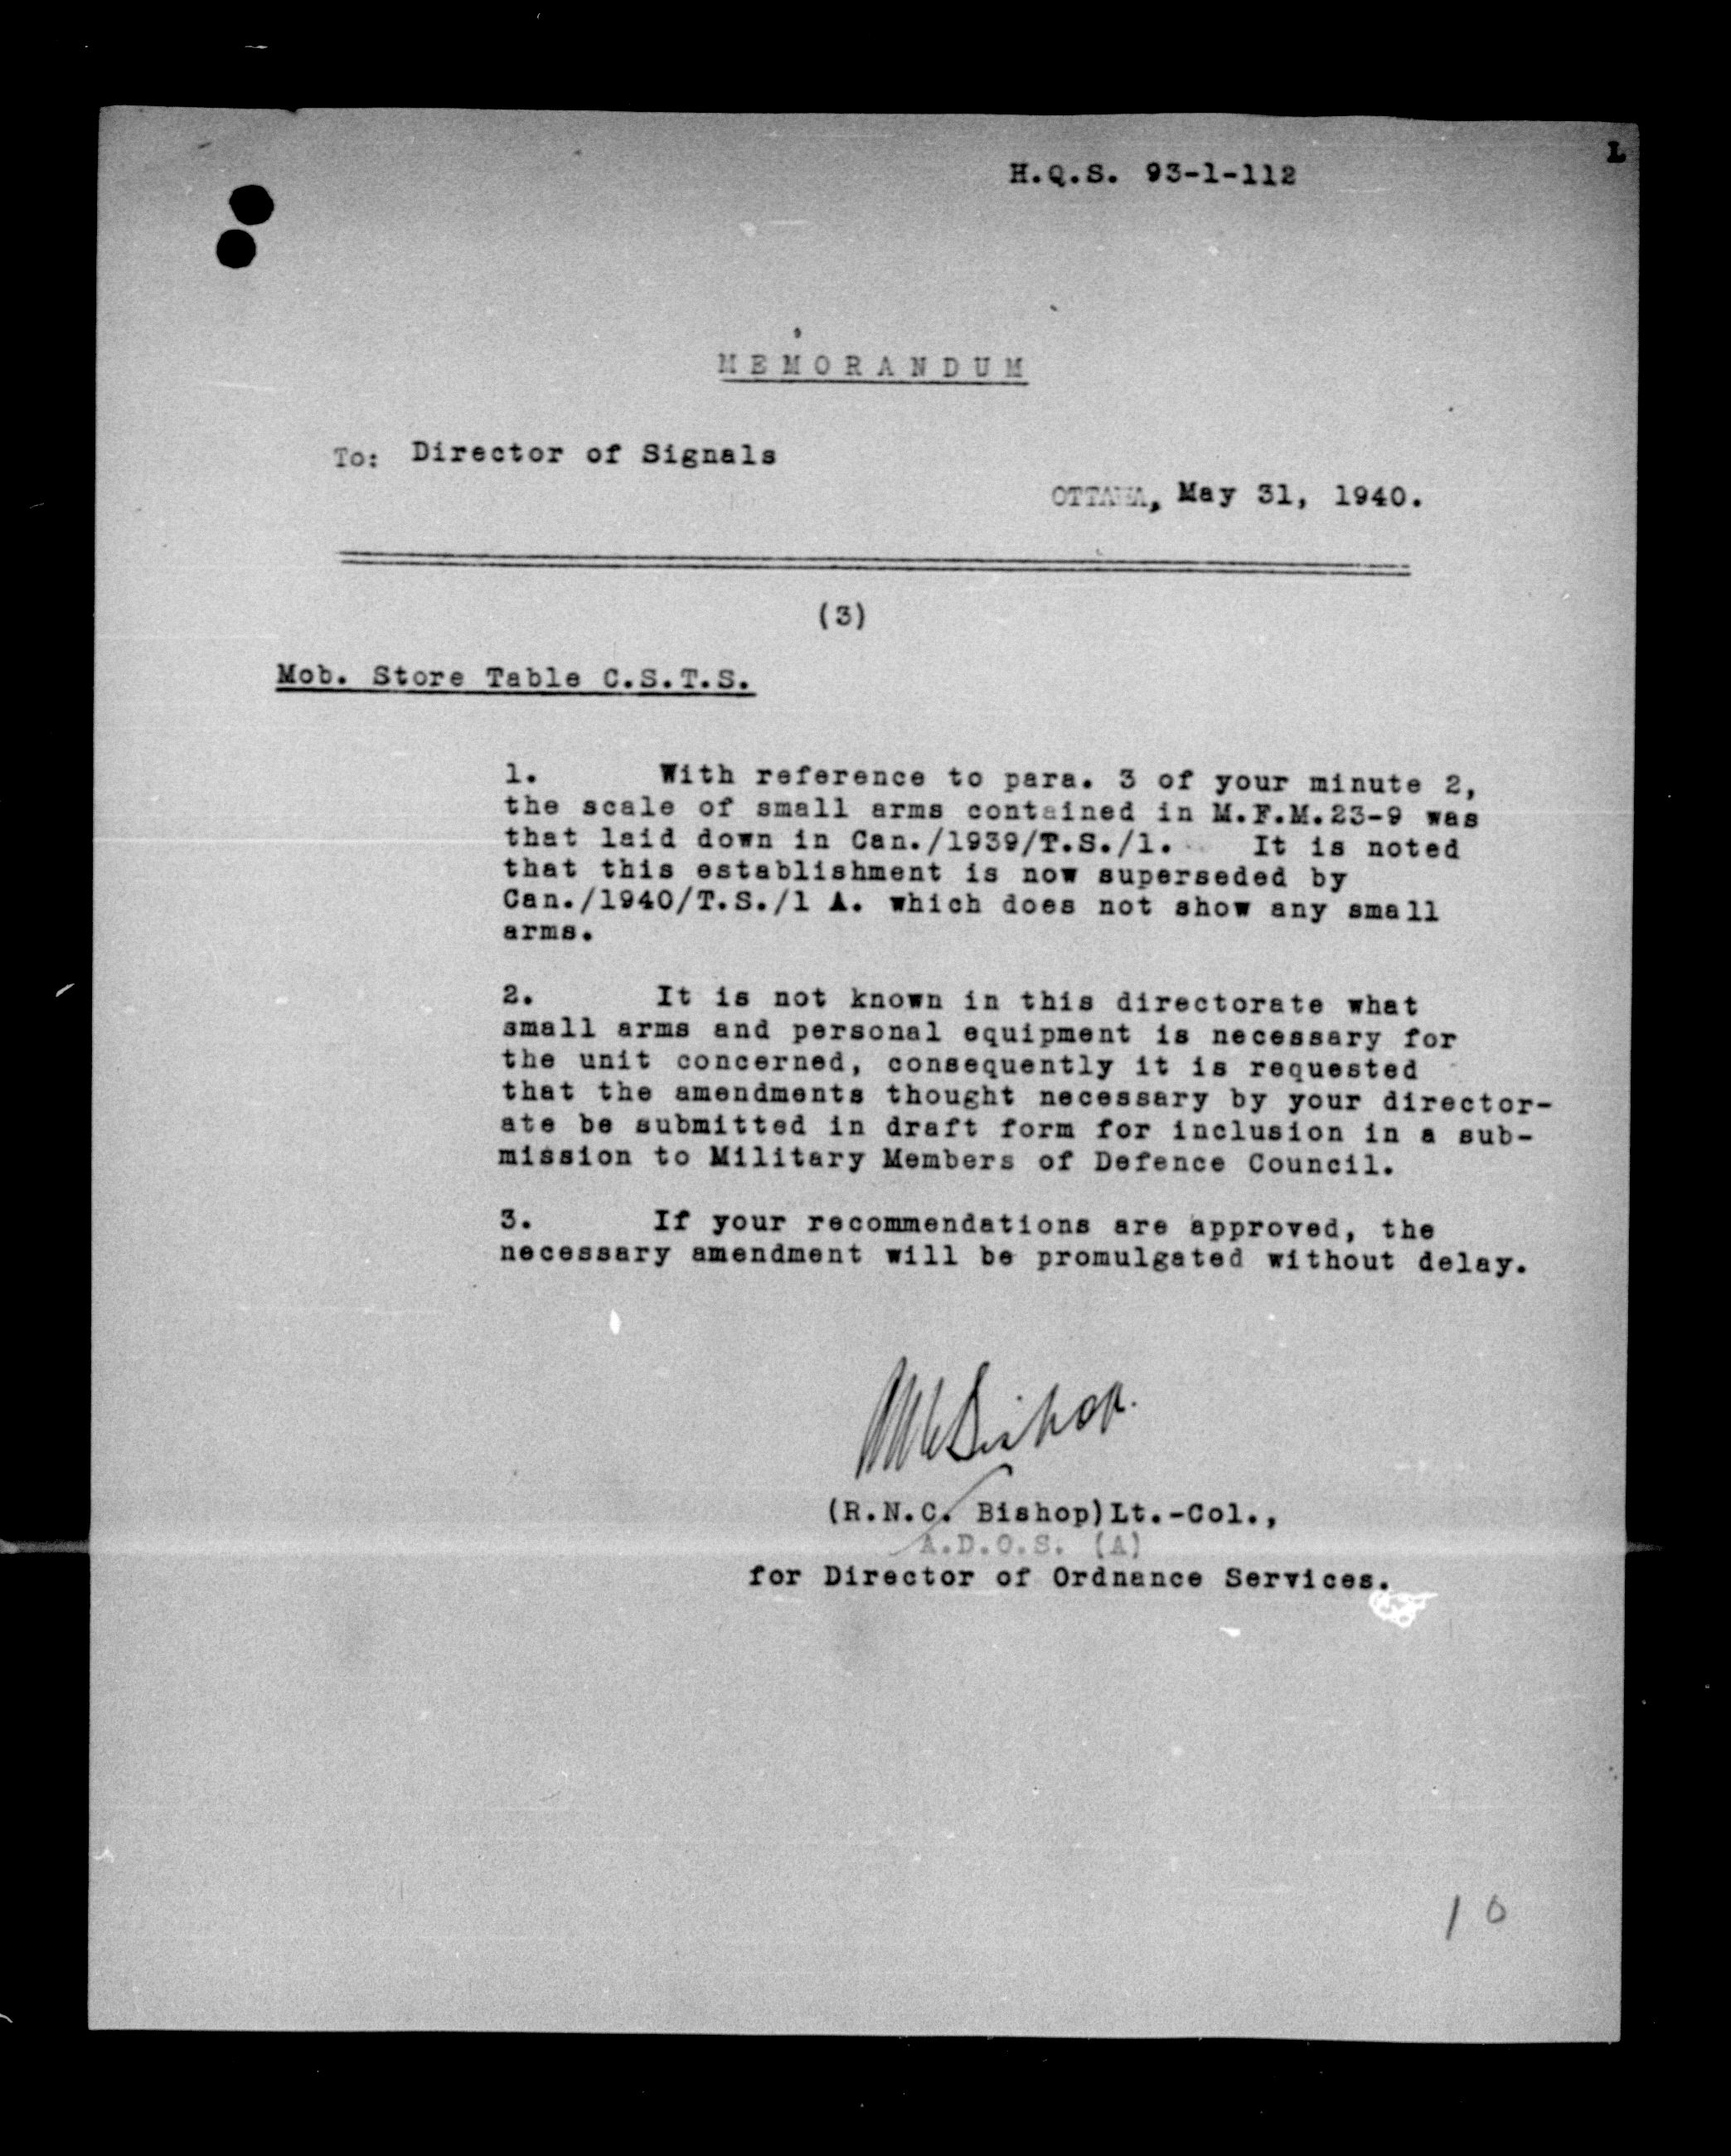 L
H.Q.S. 93-1-112
MEMORANDUM
To: Director of Signals
OTTAWA, May 31, 1940.
(3)
Mob. Store Table C.S.T.S.
1. With reference to para. 3 of your minute 2,
the scale of small arms contained in M.F.M.23-9 was
that laid down in Can./1939/T.S./1. It is noted
that this establishment is now superseded by
Can./1940/T.S./1 A. which does not show any small
arms.
2. It is not known in this directorate what
small arms and personal equipment is necessary for
the unit concerned, consequently it is requested
that the amendments thought necessary by your director-
ate be submitted in draft form for inclusion in a sub-
mission to Military Members of Defence Council.
3. If your recommendations are approved, the
necessary amendment will be promulgated without delay.
(R.N.C. Bishop)Lt.-Col.,
A.D.O.S. (A)
for Director of Ordnance Services.
10